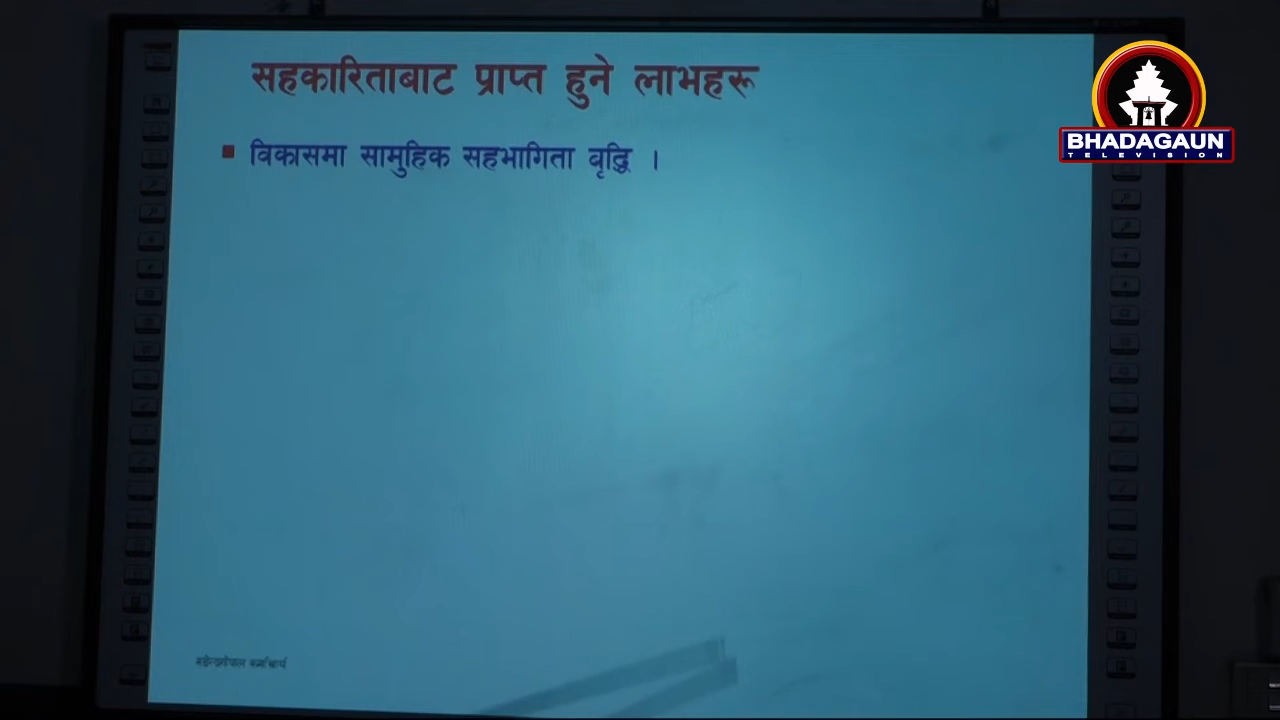 सहकारिताबाट प्राप्त हुने लाभहरू
विकासमा सामुहिक सहभागिता वृद्धि ।
BHADAGAUN
TELEVISION